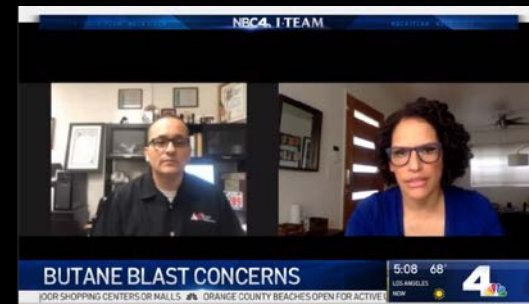 NBC4 I-TEAM
BUTANE BLAST CONCERNS
5:08 68°
LOS ANGELES
NOW
4
OOR SHOPPING CENTERS OR MALLS ORANGE COUNTY BEACHES OPEN FOR ACTIVE